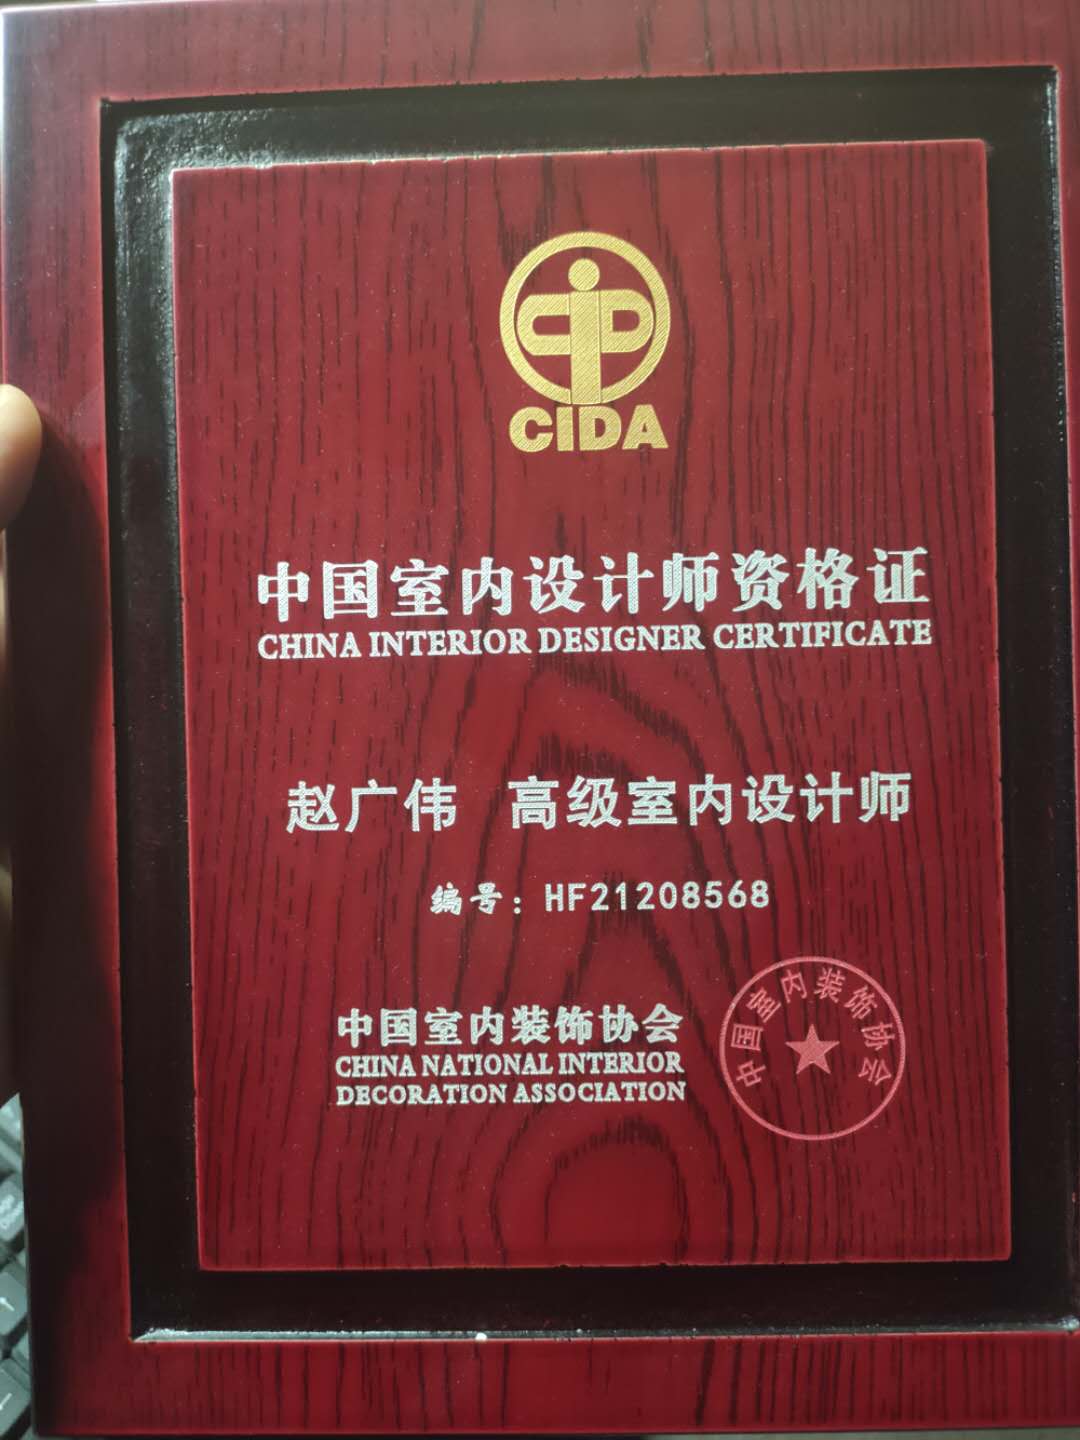 CIDA
中国室内设计师资格证
CHINA INTERIOR DESIGNER CERTIFICATE
赵广伟 高级室内设计师
编号：HF21208568
中国室内装饰协会
CHINA NATIONAL INTERIOR
DECORATION ASSOCIATION
中国室内装饰协会